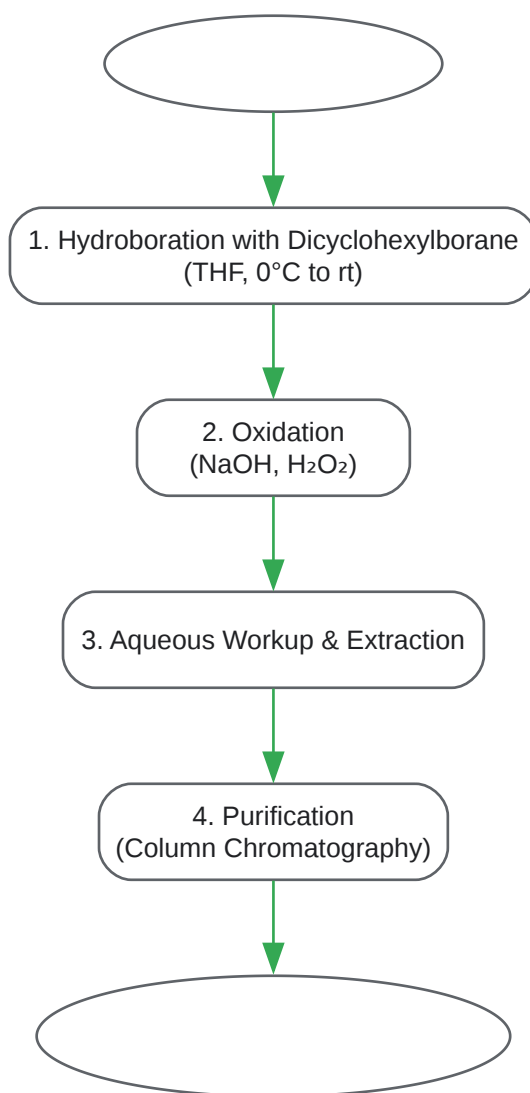 1. Hydroboration with Dicyclohexylborane
(THF, 0°C to rt)
2. Oxidation
(NaOH, H₂O₂)
3. Aqueous Workup & Extraction
4. Purification
(Column Chromatography)